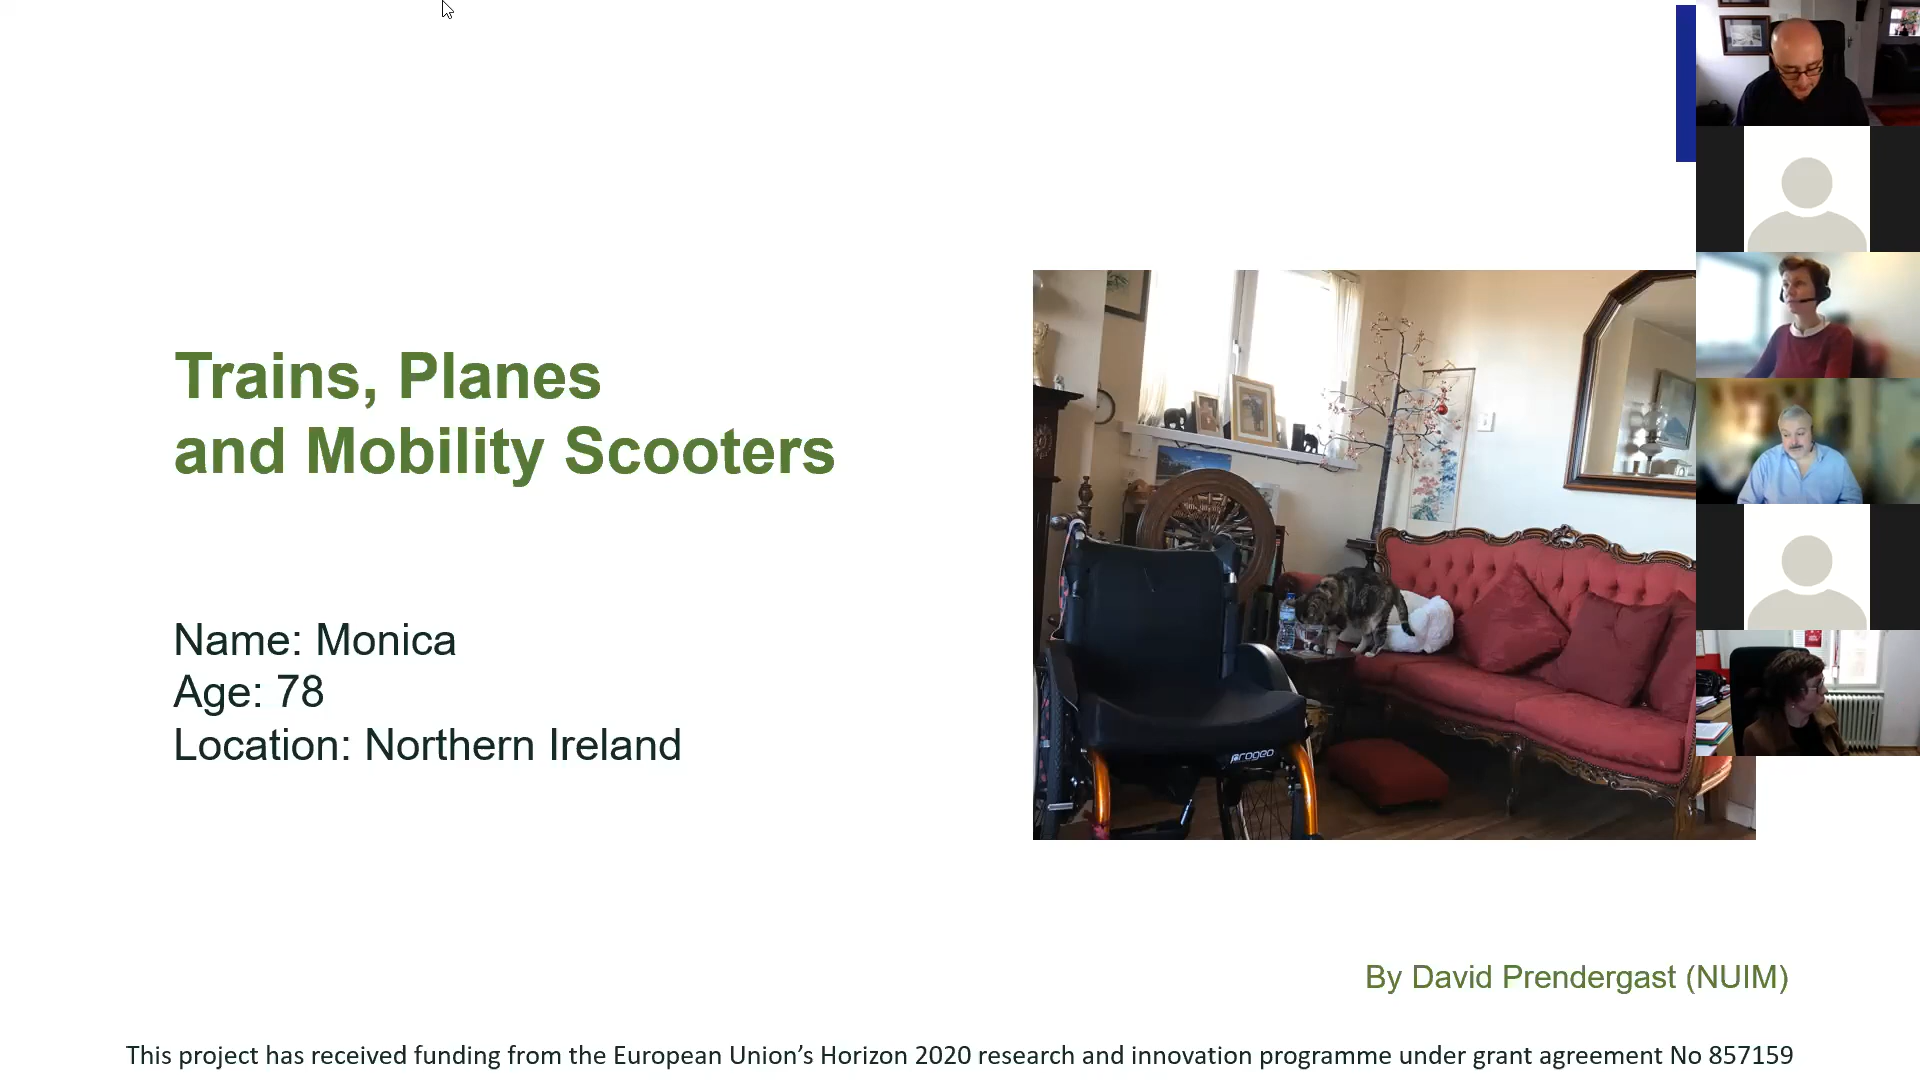 Trains, Planes
and Mobility Scooters
Name: Monica
Age: 78
Location: Northern Ireland
progeo
By David Prendergast (NUIM)
This project has received funding from the European Union’s Horizon 2020 research and innovation programme under grant agreement No 857159